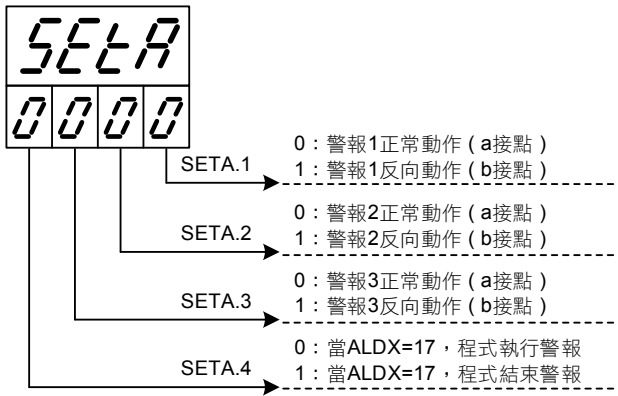 SEtA
0 0 0 0
0：警報1正常動作 ( a接點 )
SETA.1
1：警報1反向動作 ( b接點 )
0：警報2正常動作 ( a接點 )
SETA.2
1：警報2反向動作 ( b接點 )
0：警報3正常動作 ( a接點 )
SETA.3
1：警報3反向動作 ( b接點 )
0：當ALDX=17，程式執行警報
SETA.4
1：當ALDX=17，程式結束警報